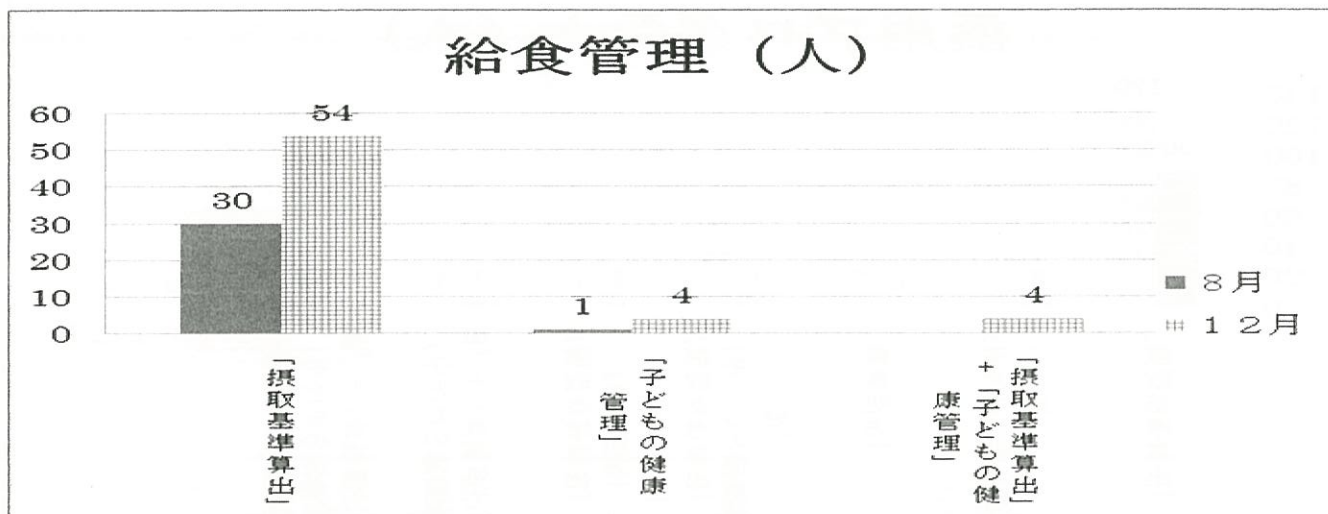 給食管理（人）
60
50
40
30
20
10
0
30
54
1
4
4
「摂取基準算出」
「子どもの健康
管理」
「摂取基準算出」
+「子どもの健
康管理」
８月
１２月